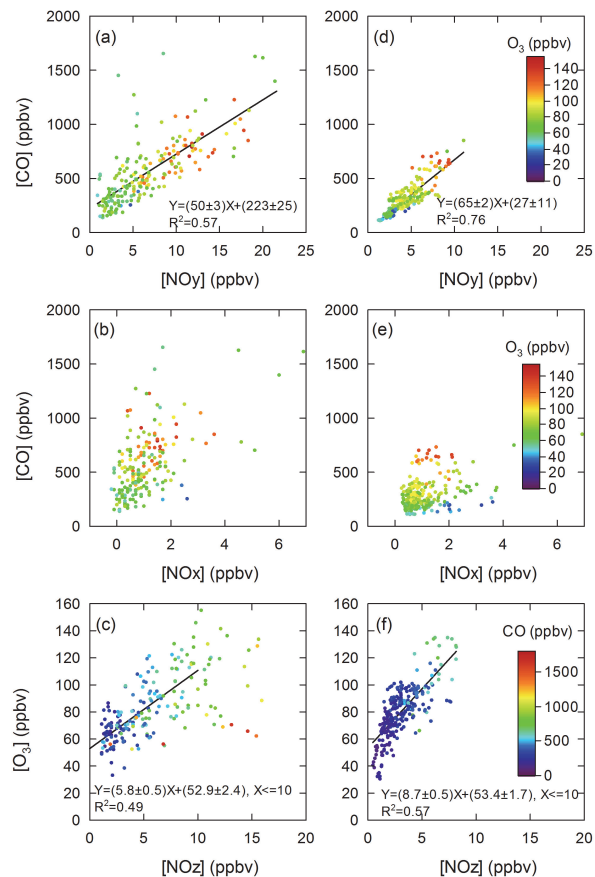 (a)
2000
1500
1000
500
0
[CO] (ppbv)
Y=(50±3)X+(223±25)
R²=0.57
0 5 10 15 20 25
[NOy] (ppbv)
(d)
O₃ (ppbv)
140
120
100
80
60
40
20
0
2000
1500
1000
500
0
Y=(65±2)X+(27±11)
R²=0.76
0 5 10 15 20 25
[NOy] (ppbv)
(b)
2000
1500
1000
500
0
[CO] (ppbv)
0 2 4 6
[NOx] (ppbv)
(e)
O₃ (ppbv)
140
120
100
80
60
40
20
0
2000
1500
1000
500
0
0 2 4 6
[NOx] (ppbv)
(c)
160
140
120
100
80
60
40
20
0
[O₃] (ppbv)
Y=(5.8±0.5)X+(52.9±2.4), X<=10
R²=0.49
0 5 10 15 20
[NOz] (ppbv)
(f)
CO (ppbv)
1500
1000
500
0
160
140
120
100
80
60
40
20
0
Y=(8.7±0.5)X+(53.4±1.7), X<=10
R²=0.57
0 5 10 15 20
[NOz] (ppbv)